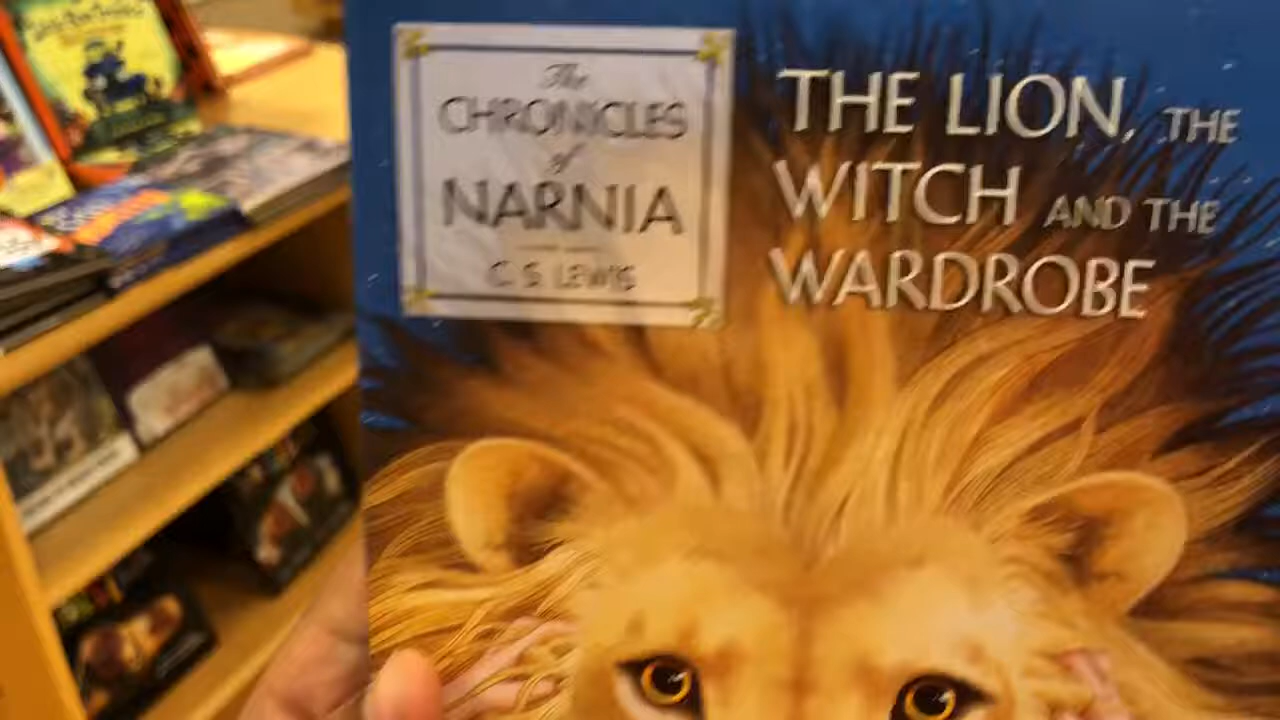 The
CHRONICLES
of
NARNIA
C. S. LEWIS
THE LION, THE
WITCH AND THE
WARDROBE